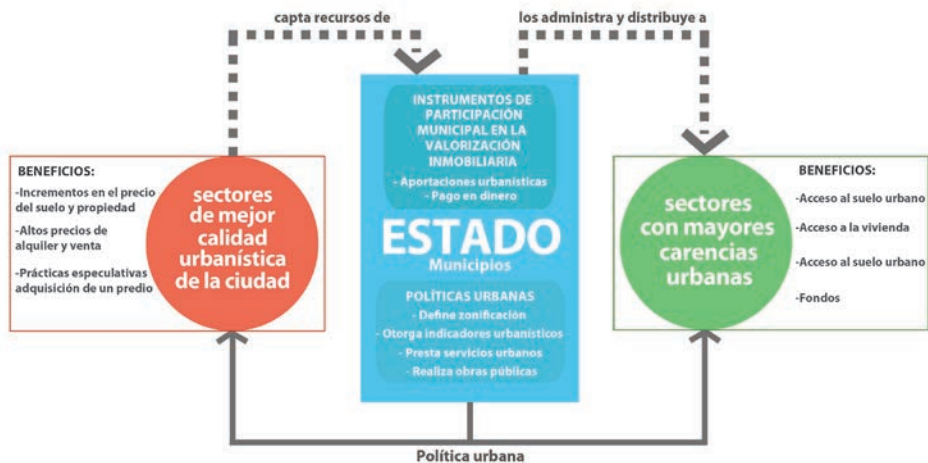 capta recursos de
los administra y distribuye a
BENEFICIOS:
-Incrementos en el precio
del suelo y propiedad
-Altos precios de
alquiler y venta
-Prácticas especulativas
adquisición de un predio
sectores
de mejor
calidad
urbanística
de la ciudad
INSTRUMENTOS DE
PARTICIPACIÓN
MUNICIPAL EN LA
VALORIZACIÓN
INMOBILIARIA
- Aportaciones urbanísticas
- Pago en dinero
ESTADO
Municipios
POLÍTICAS URBANAS
- Define zonificación
- Otorga indicadores urbanísticos
- Presta servicios urbanos
- Realiza obras públicas
sectores
con mayores
carencias
urbanas
BENEFICIOS:
-Acceso al suelo urbano
-Acceso a la vivienda
-Acceso al suelo urbano
-Fondos
Política urbana